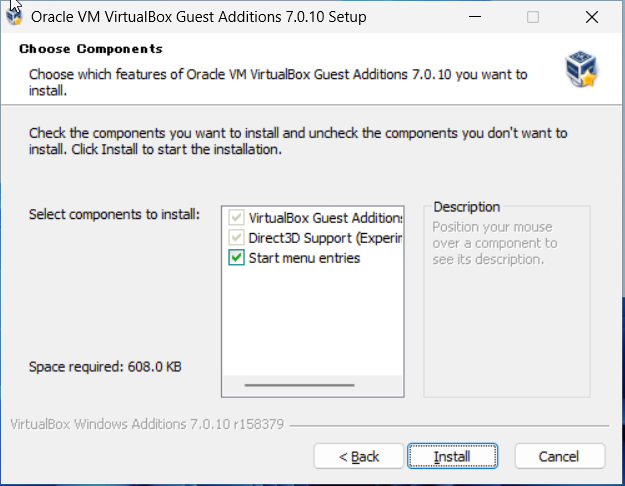 Oracle VM VirtualBox Guest Additions 7.0.10 Setup
Choose Components
Choose which features of Oracle VM VirtualBox Guest Additions 7.0.10 you want to
install.
Check the components you want to install and uncheck the components you don't want to
install. Click Install to start the installation.
Select components to install:
VirtualBox Guest Additions
Direct3D Support (Experin
Start menu entries
Description
Position your mouse
over a component to
see its description.
Space required: 608.0 KB
VirtualBox Windows Additions 7.0.10 r158379
< Back
Install
Cancel